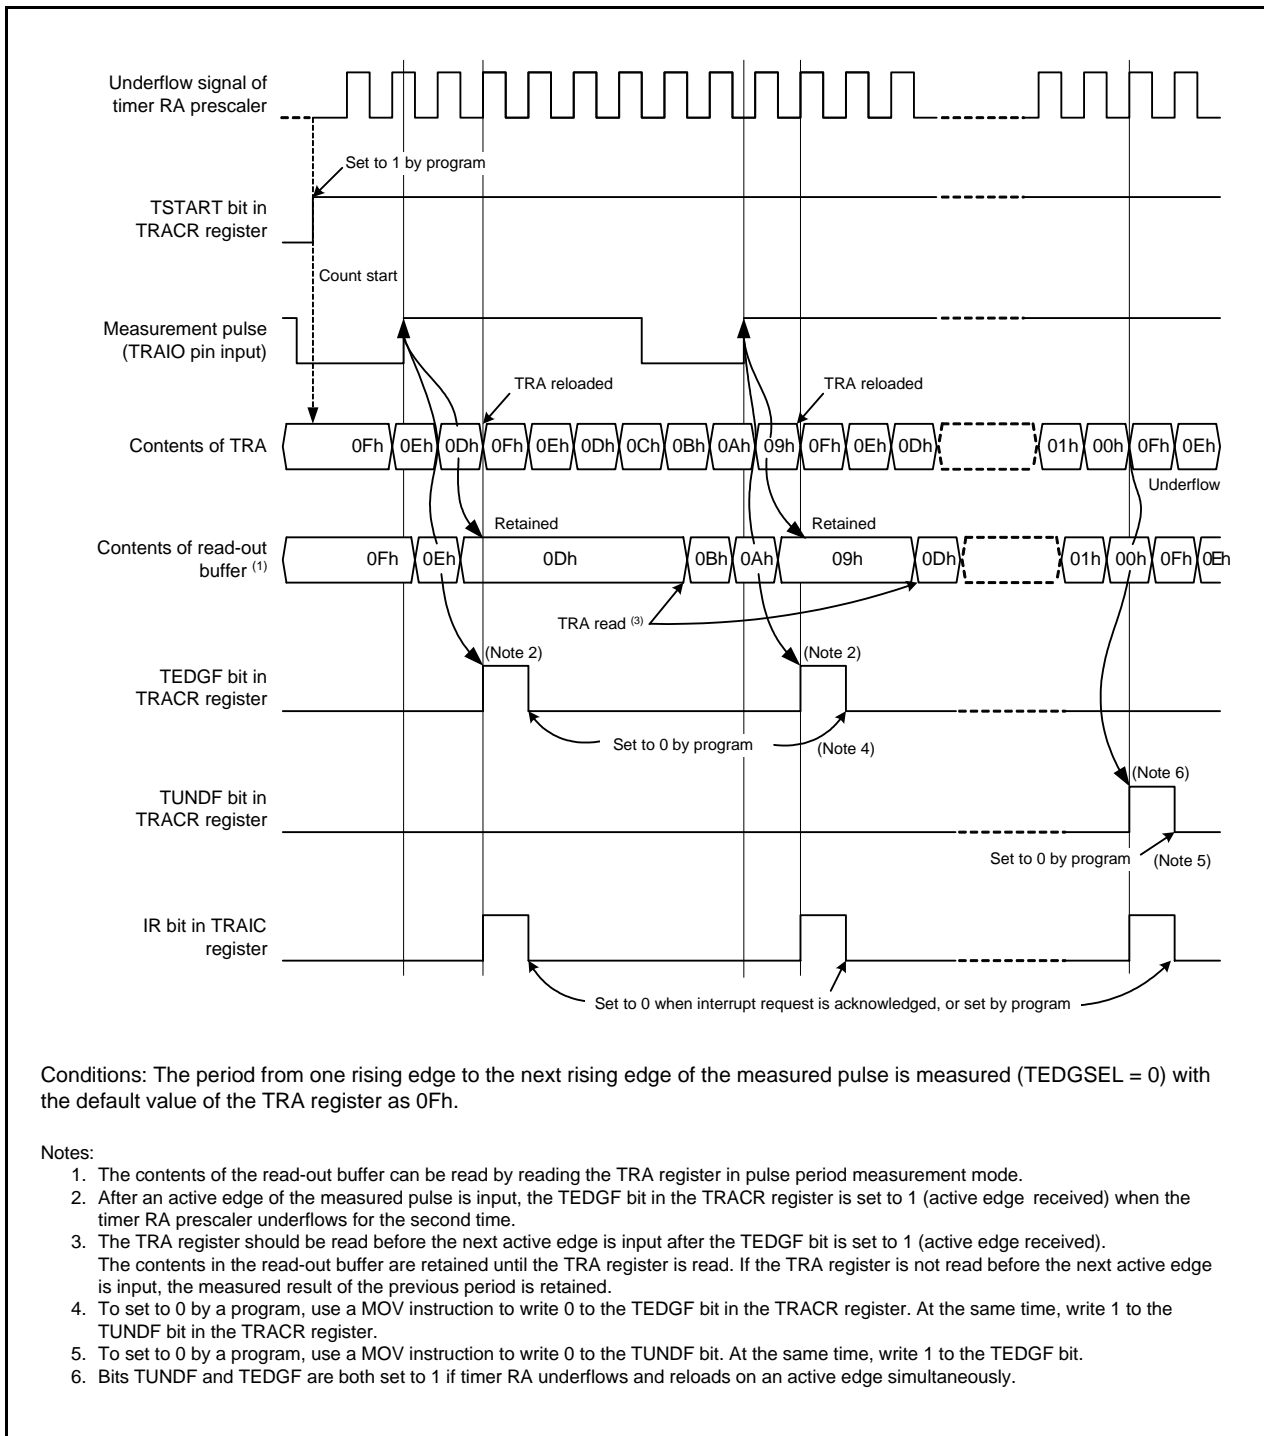 Underflow signal of
timer RA prescaler
Set to 1 by program
TSTART bit in
TRACR register
Count start
Measurement pulse
(TRAIO pin input)
TRA reloaded
TRA reloaded
Contents of TRA
0Fh 0Eh 0Dh 0Fh 0Eh 0Dh 0Ch 0Bh 0Ah 09h 0Fh 0Eh 0Dh 01h 00h 0Fh 0Eh
Underflow
Retained
Retained
Contents of read-out
buffer (1)
0Fh 0Eh 0Dh 0Bh 0Ah 09h 0Dh 01h 00h 0Fh 0Eh
TRA read (3)
(Note 2)
(Note 2)
TEDGF bit in
TRACR register
Set to 0 by program
(Note 4)
(Note 6)
TUNDF bit in
TRACR register
Set to 0 by program
(Note 5)
IR bit in TRAIC
register
Set to 0 when interrupt request is acknowledged, or set by program
Conditions: The period from one rising edge to the next rising edge of the measured pulse is measured (TEDGSEL = 0) with
the default value of the TRA register as 0Fh.
Notes:
1. The contents of the read-out buffer can be read by reading the TRA register in pulse period measurement mode.
2. After an active edge of the measured pulse is input, the TEDGF bit in the TRACR register is set to 1 (active edge received) when the
timer RA prescaler underflows for the second time.
3. The TRA register should be read before the next active edge is input after the TEDGF bit is set to 1 (active edge received).
The contents in the read-out buffer are retained until the TRA register is read. If the TRA register is not read before the next active edge
is input, the measured result of the previous period is retained.
4. To set to 0 by a program, use a MOV instruction to write 0 to the TEDGF bit in the TRACR register. At the same time, write 1 to the
TUNDF bit in the TRACR register.
5. To set to 0 by a program, use a MOV instruction to write 0 to the TUNDF bit. At the same time, write 1 to the TEDGF bit.
6. Bits TUNDF and TEDGF are both set to 1 if timer RA underflows and reloads on an active edge simultaneously.